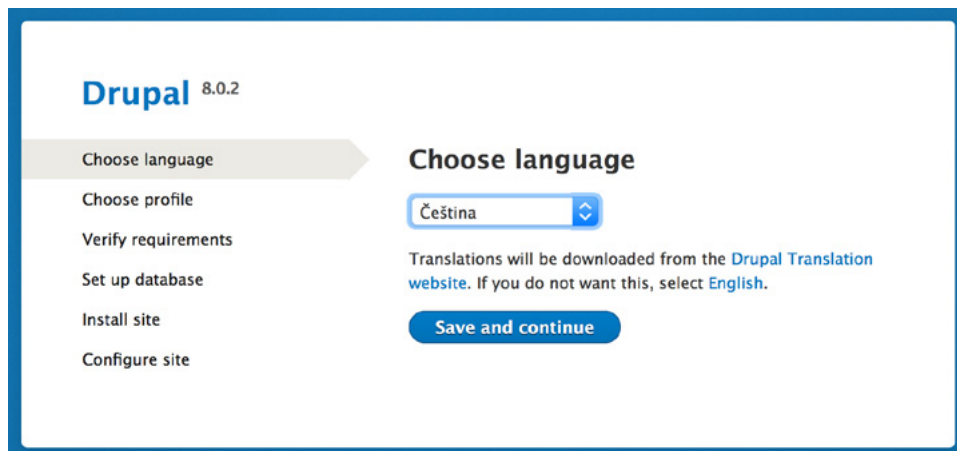 Drupal 8.0.2
Choose language
Choose profile
Verify requirements
Set up database
Install site
Configure site
Choose language
Čeština
Translations will be downloaded from the Drupal Translation
website. If you do not want this, select English.
Save and continue